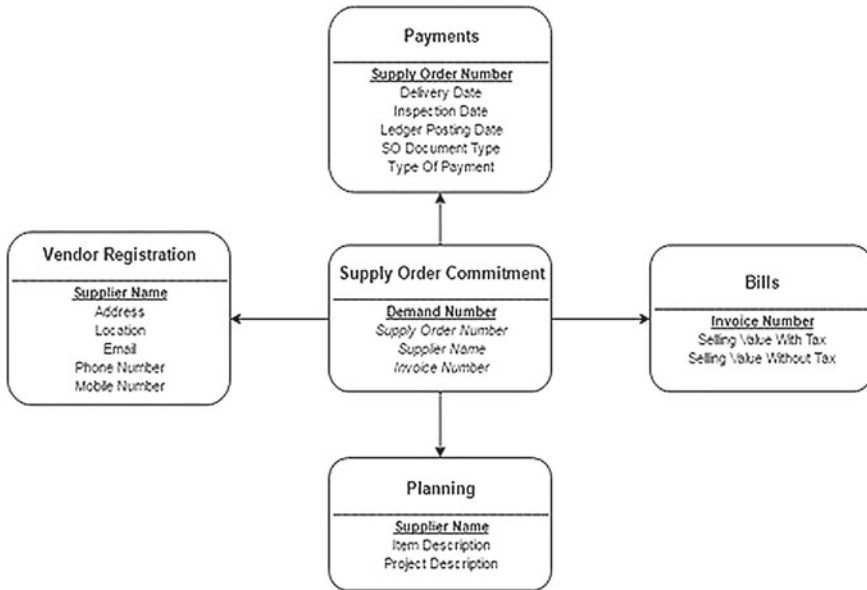 Payments
Supply Order Number
Delivery Date
Inspection Date
Ledger Posting Date
SO Document Type
Type Of Payment
Vendor Registration
Supplier Name
Address
Location
Email
Phone Number
Mobile Number
Supply Order Commitment
Demand Number
Supply Order Number
Supplier Name
Invoice Number
Bills
Invoice Number
Selling Value With Tax
Selling Value Without Tax
Planning
Supplier Name
Item Description
Project Description